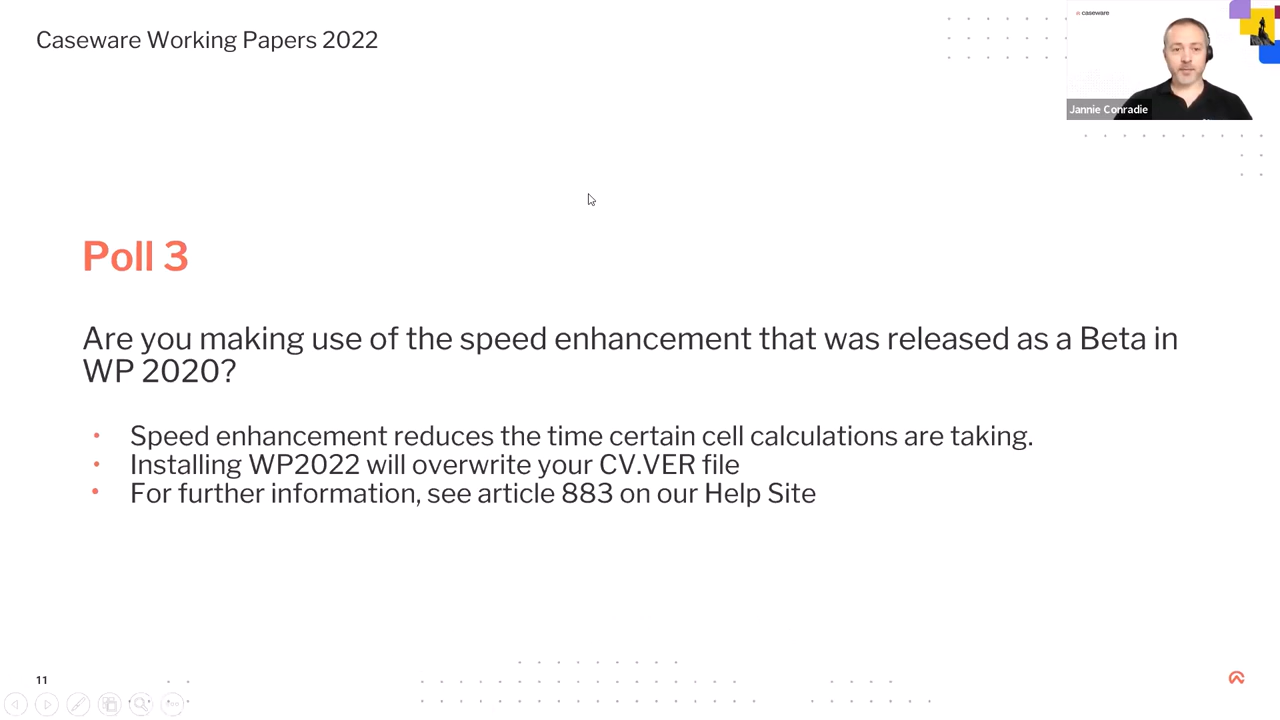 Caseware Working Papers 2022
caseware
Jannie Conradie
Poll 3
Are you making use of the speed enhancement that was released as a Beta in
WP 2020?
• Speed enhancement reduces the time certain cell calculations are taking.
• Installing WP2022 will overwrite your CV.VER file
• For further information, see article 883 on our Help Site
11